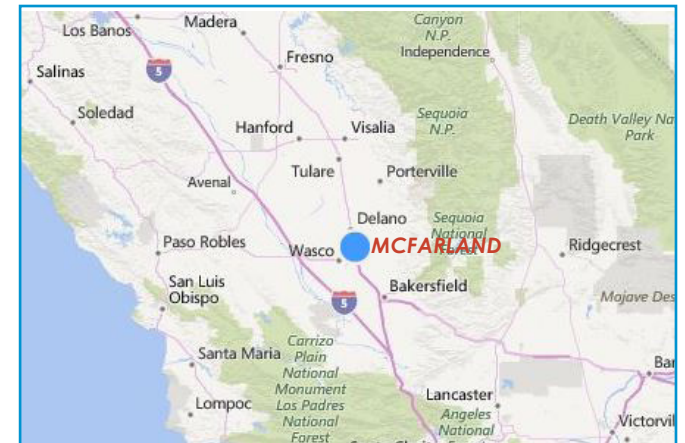 Canyon
N.P.
Madera
Los Banos
Fresno
Independence
5
Salinas
Soledad
Sequoia
N.P.
Death Valley Na
Park
Hanford
Visalia
Tulare
Porterville
Avenal
Delano
Sequoia
National
Forest
MCFARLAND
Paso Robles
Wasco
Ridgecrest
San Luis
Obispo
Bakersfield
5
Mojave Des
Carrizo
Plain
National
Monument
Santa Maria
Bar
Lompoc
Los Padres
National
Forest
Lancaster
Angeles
National
Victorvil